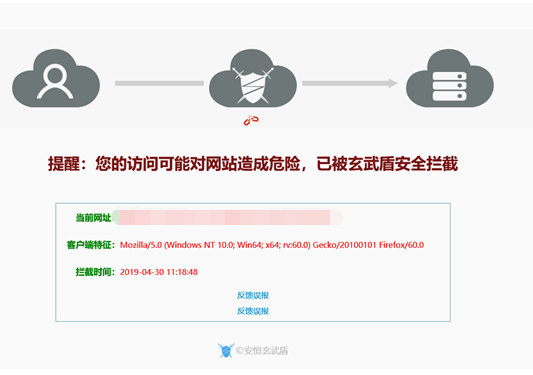 提醒：您的访问可能对网站造成危险，已被玄武盾安全拦截
当前网址
客户端特征：Mozilla/5.0 (Windows NT 10.0; Win64; x64; rv:60.0) Gecko/20100101 Firefox/60.0
拦截时间：2019-04-30 11:18:48
反馈误报
反馈误报
©安恒玄武盾